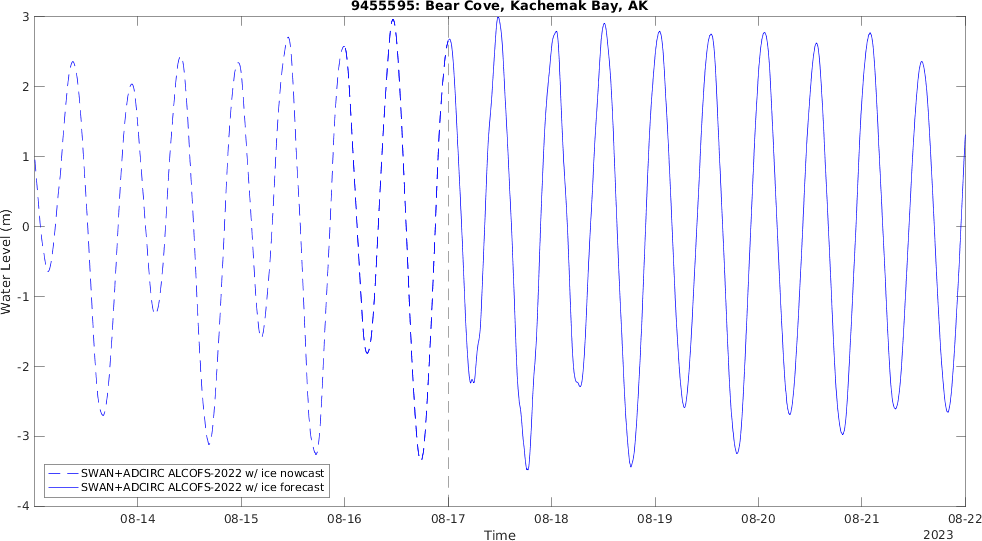 9455595: Bear Cove, Kachemak Bay, AK
3
2
1
0
-1
-2
-3
-4
Water Level (m)
SWAN+ADCIRC ALCOFS-2022 w/ ice nowcast
SWAN+ADCIRC ALCOFS-2022 w/ ice forecast
08-14 08-15 08-16 08-17 08-18 08-19 08-20 08-21 08-22
Time
2023